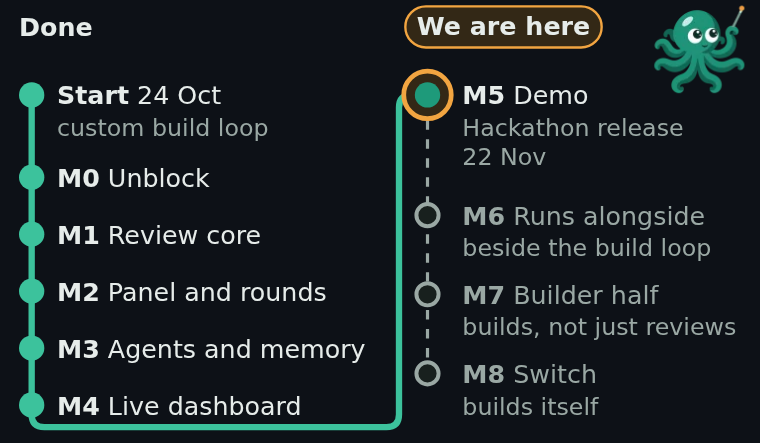 Done
Start 24 Oct
custom build loop
M0 Unblock
M1 Review core
M2 Panel and rounds
M3 Agents and memory
M4 Live dashboard
We are here
M5 Demo
Hackathon release
22 Nov
M6 Runs alongside
beside the build loop
M7 Builder half
builds, not just reviews
M8 Switch
builds itself